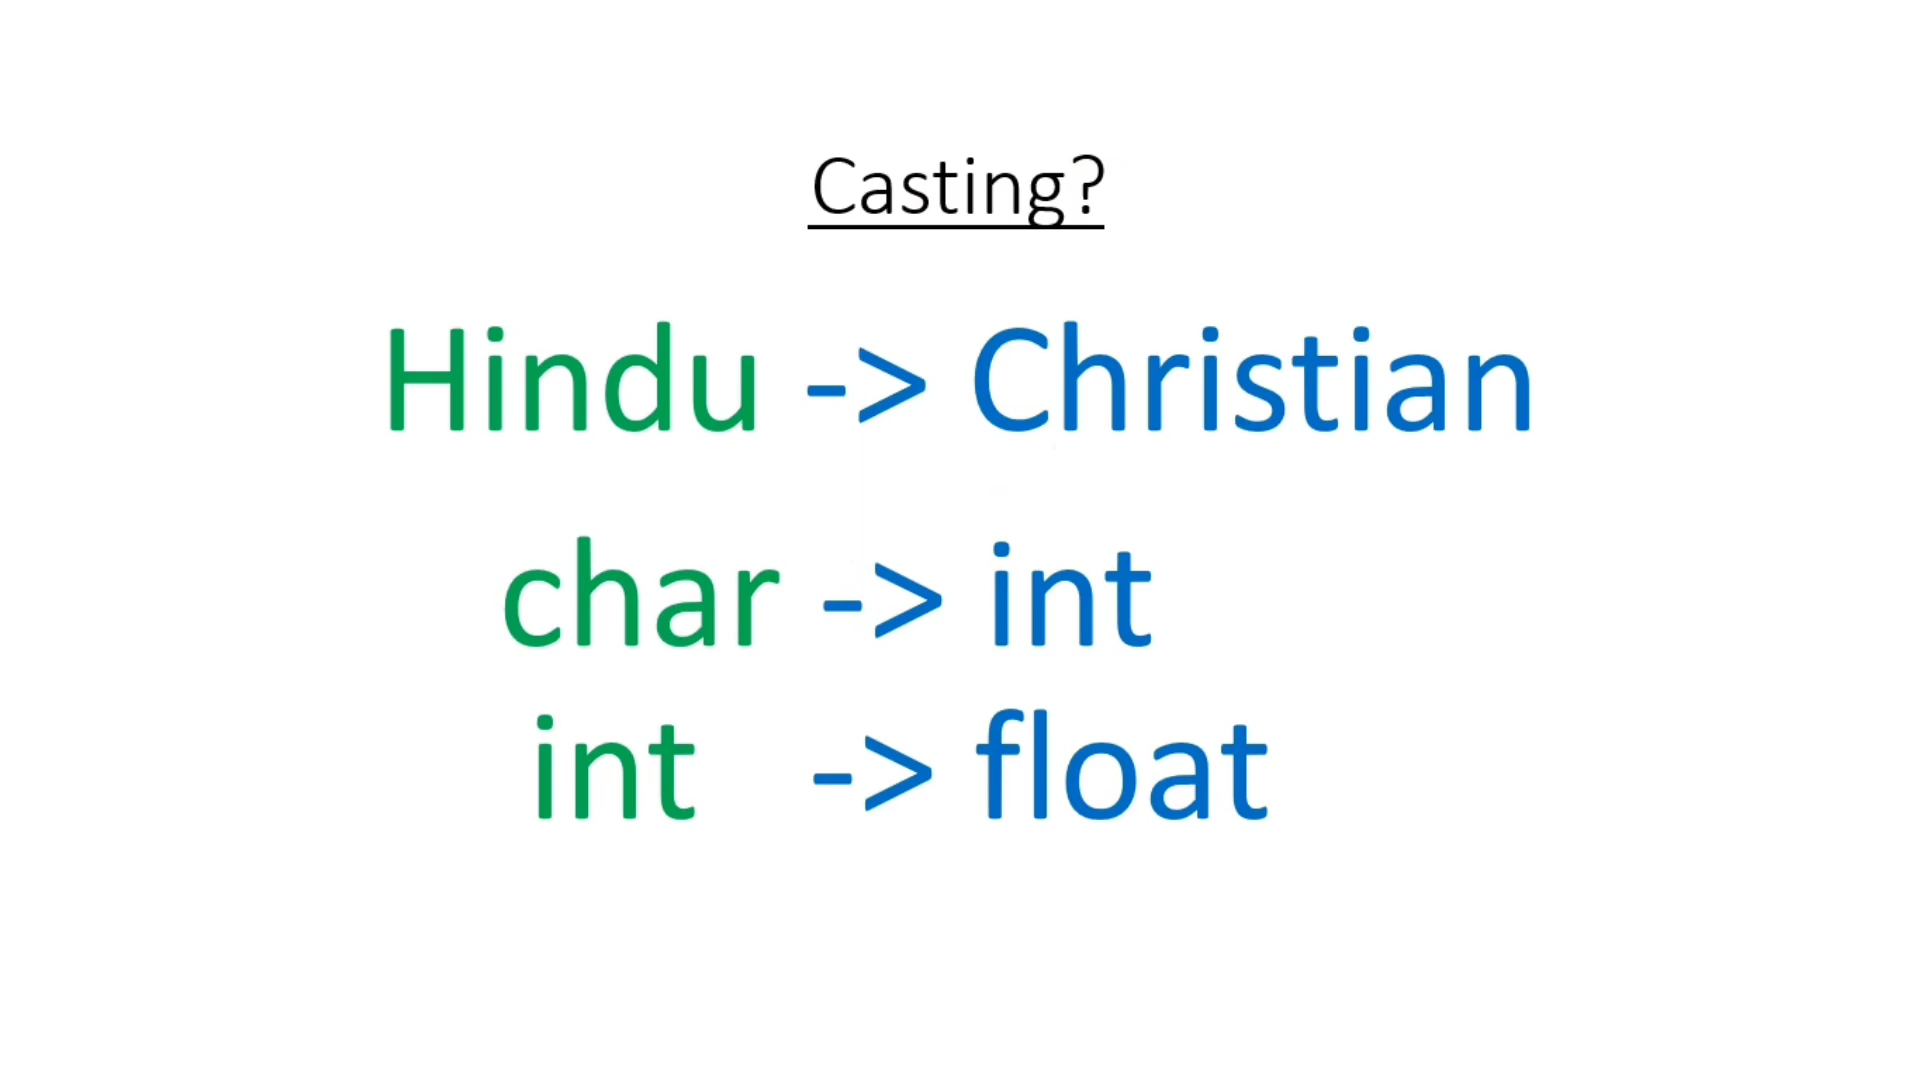 Casting?
Hindu -> Christian
char -> int
int -> float